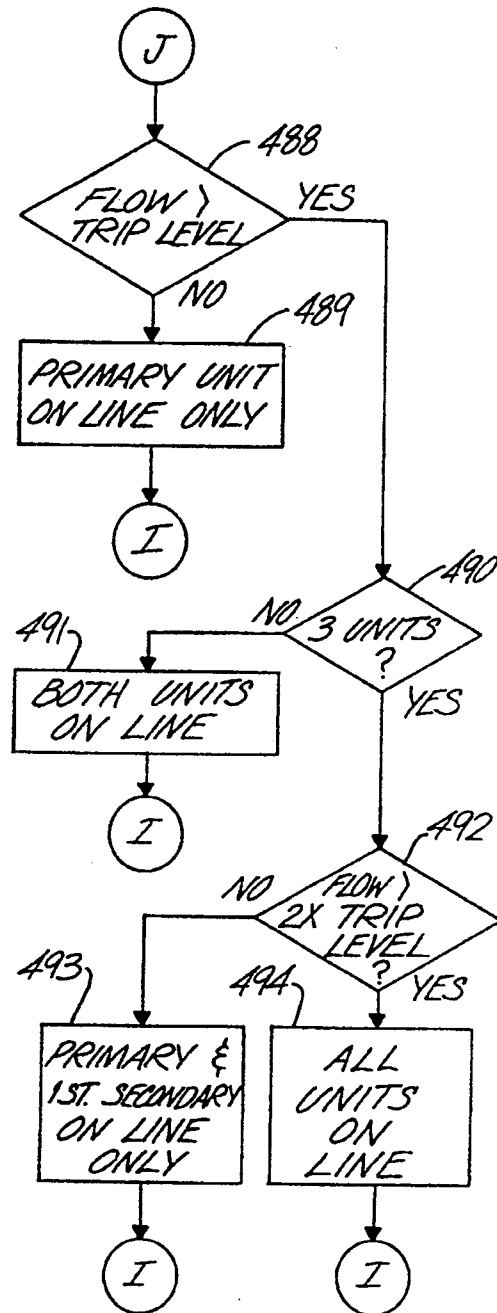 J
488
FLOW >
TRIP LEVEL
YES
NO
489
PRIMARY UNIT
ON LINE ONLY
I
490
3 UNITS
?
NO
YES
491
BOTH UNITS
ON LINE
I
492
FLOW >
2X TRIP
LEVEL
?
NO
YES
493
PRIMARY &
1ST. SECONDARY
ON LINE
ONLY
494
ALL
UNITS
ON
LINE
I
I